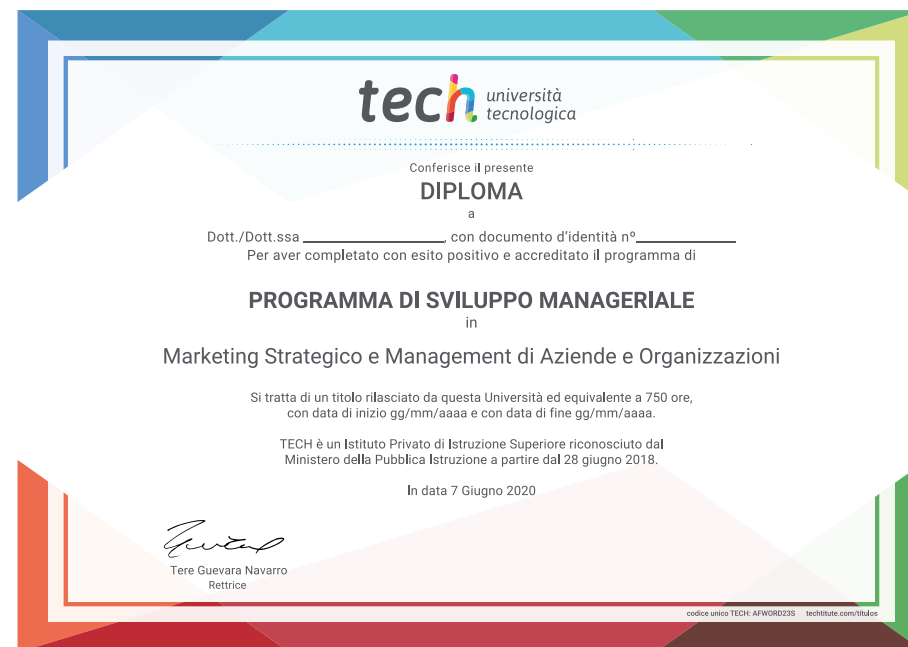 tech università
tecnologica
Conferisce il presente
DIPLOMA
a
Dott./Dott.ssa ____________, con documento d'identità nº____________
Per aver completato con esito positivo e accreditato il programma di
PROGRAMMA DI SVILUPPO MANAGERIALE
in
Marketing Strategico e Management di Aziende e Organizzazioni
Si tratta di un titolo rilasciato da questa Università ed equivalente a 750 ore,
con data di inizio gg/mm/aaaa e con data di fine gg/mm/aaaa.
TECH è un Istituto Privato di Istruzione Superiore riconosciuto dal
Ministero della Pubblica Istruzione a partire dal 28 giugno 2018.
In data 7 Giugno 2020
Tere Guevara Navarro
Rettrice
codice unico TECH: AFWORD23S techtitute.com/títulos